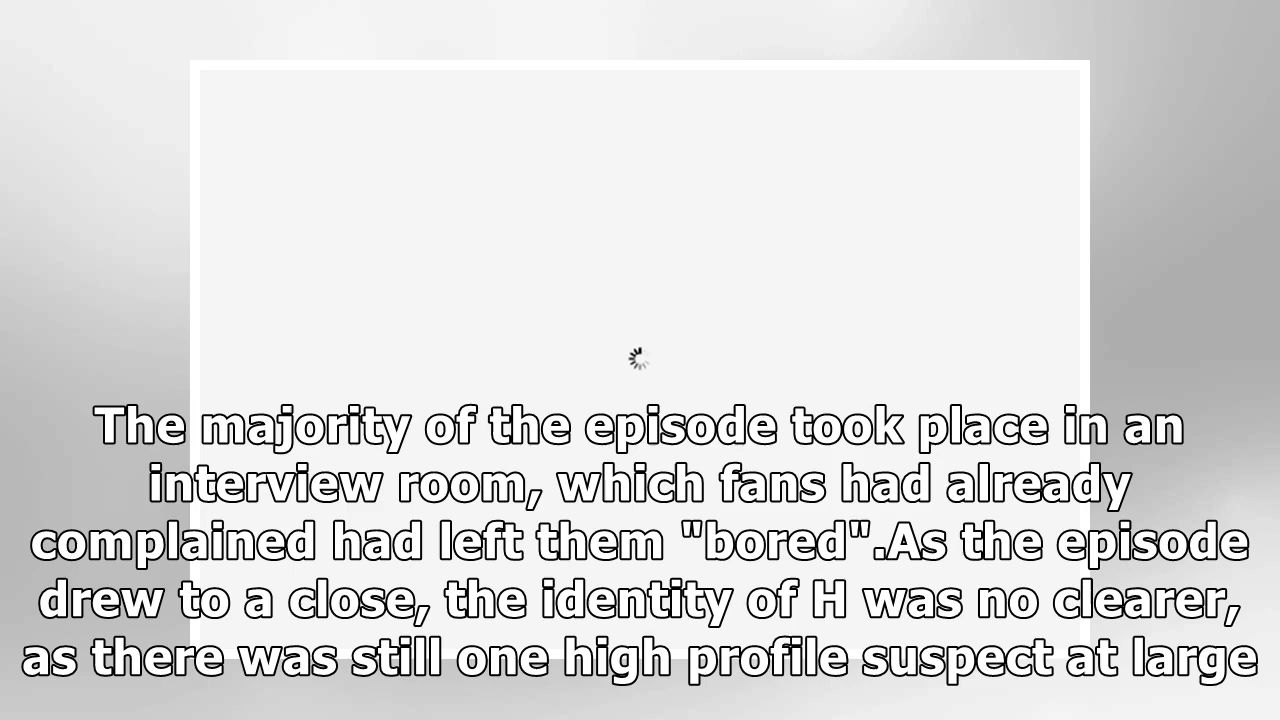 The majority of the episode took place in an
interview room, which fans had already
complained had left them "bored".As the episode
drew to a close, the identity of H was no clearer,
as there was still one high profile suspect at large